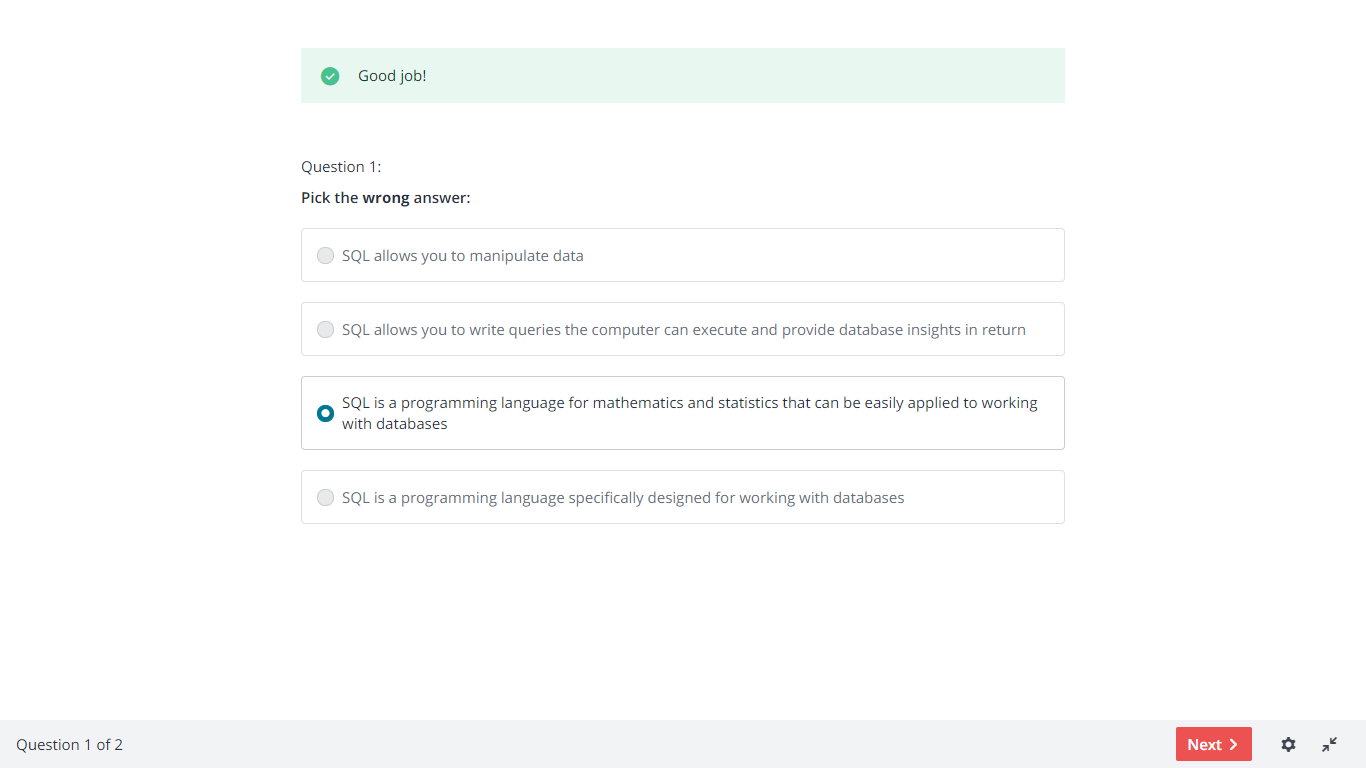 Good job!
Question 1:
Pick the wrong answer:
SQL allows you to manipulate data
SQL allows you to write queries the computer can execute and provide database insights in return
SQL is a programming language for mathematics and statistics that can be easily applied to working
with databases
SQL is a programming language specifically designed for working with databases
Question 1 of 2
Next